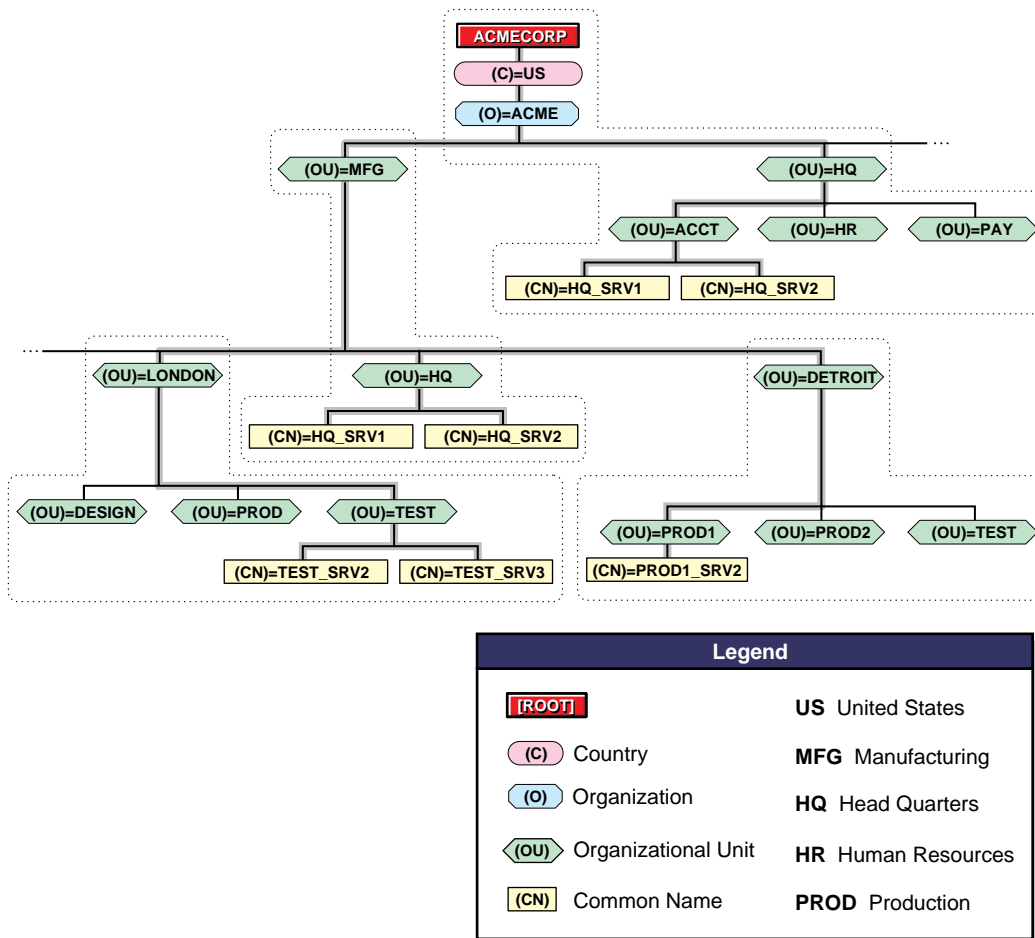 ACMECORP
(C)=US
(O)=ACME
...
(OU)=MFG
(OU)=HQ
(OU)=ACCT
(OU)=HR
(OU)=PAY
(CN)=HQ_SRV1
(CN)=HQ_SRV2
...
(OU)=LONDON
(OU)=HQ
(OU)=DETROIT
(CN)=HQ_SRV1
(CN)=HQ_SRV2
(OU)=DESIGN
(OU)=PROD
(OU)=TEST
(OU)=PROD1
(OU)=PROD2
(OU)=TEST
(CN)=TEST_SRV2
(CN)=TEST_SRV3
(CN)=PROD1_SRV2
Legend
[ROOT]
US United States
(C) Country
MFG Manufacturing
(O) Organization
HQ Head Quarters
(OU) Organizational Unit
HR Human Resources
(CN) Common Name
PROD Production